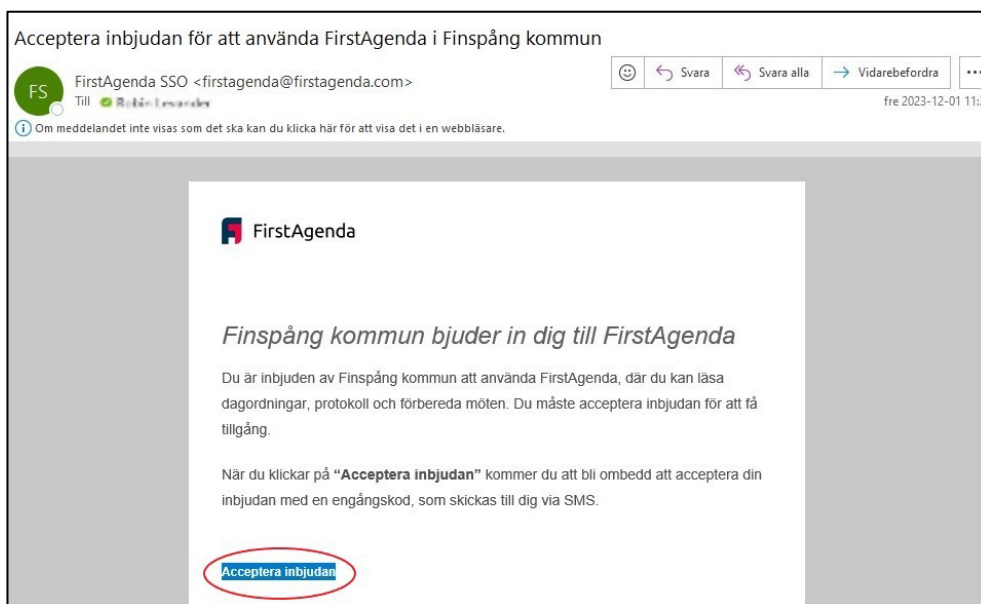 Acceptera inbjudan för att använda FirstAgenda i Finspång kommun
FS
FirstAgenda SSO <firstagenda@firstagenda.com>
Svara
Svara alla
Vidarebefordra
Till
fre 2023-12-01 11:
Om meddelandet inte visas som det ska kan du klicka här för att visa det i en webbläsare.
FirstAgenda
Finspång kommun bjuder in dig till FirstAgenda
Du är inbjuden av Finspång kommun att använda FirstAgenda, där du kan läsa
dagordningar, protokoll och förbereda möten. Du måste acceptera inbjudan för att få
tillgång.
När du klickar på “Acceptera inbjudan” kommer du att bli ombedd att acceptera din
inbjudan med en engångskod, som skickas till dig via SMS.
Acceptera inbjudan